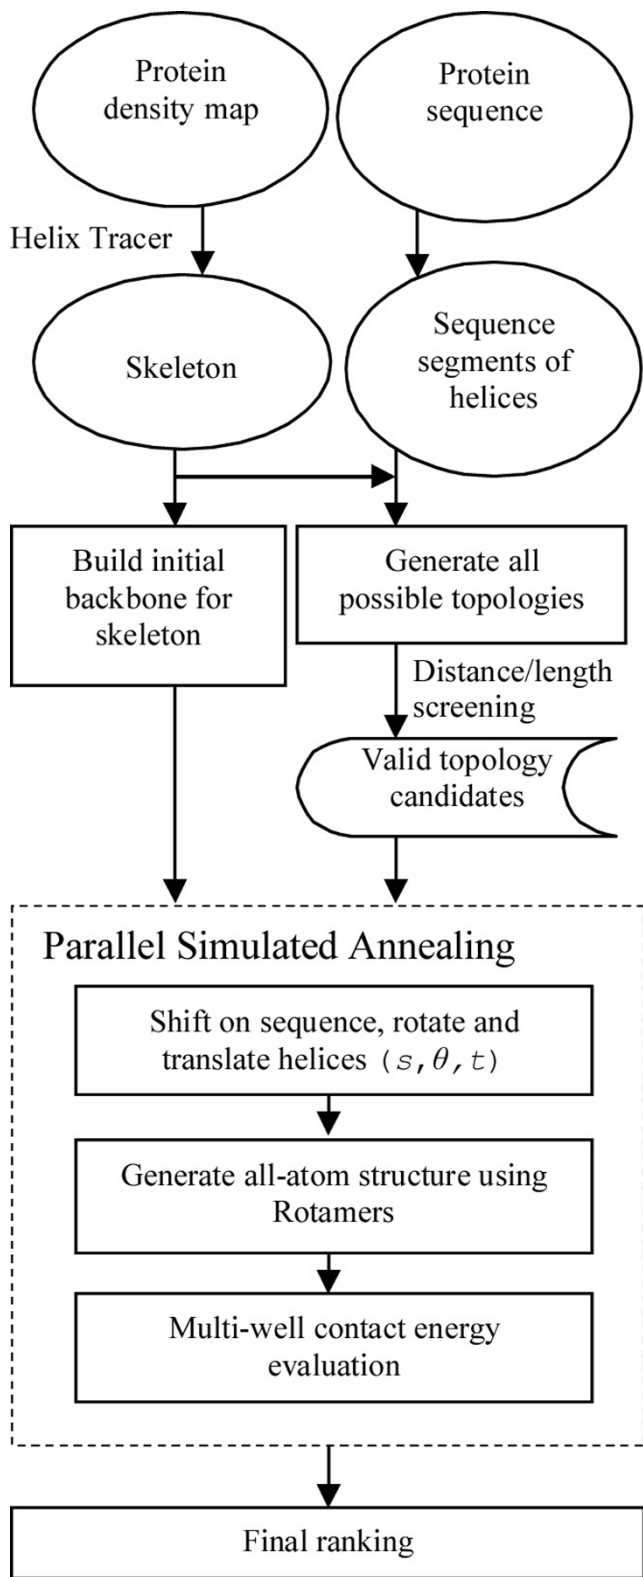 Protein
density map
Protein
sequence
Helix Tracer
Skeleton
Sequence
segments of
helices
Build initial
backbone for
skeleton
Generate all
possible topologies
Distance/length
screening
Valid topology
candidates
Parallel Simulated Annealing
Shift on sequence, rotate and
translate helices (s,θ,t)
Generate all-atom structure using
Rotamers
Multi-well contact energy
evaluation
Final ranking